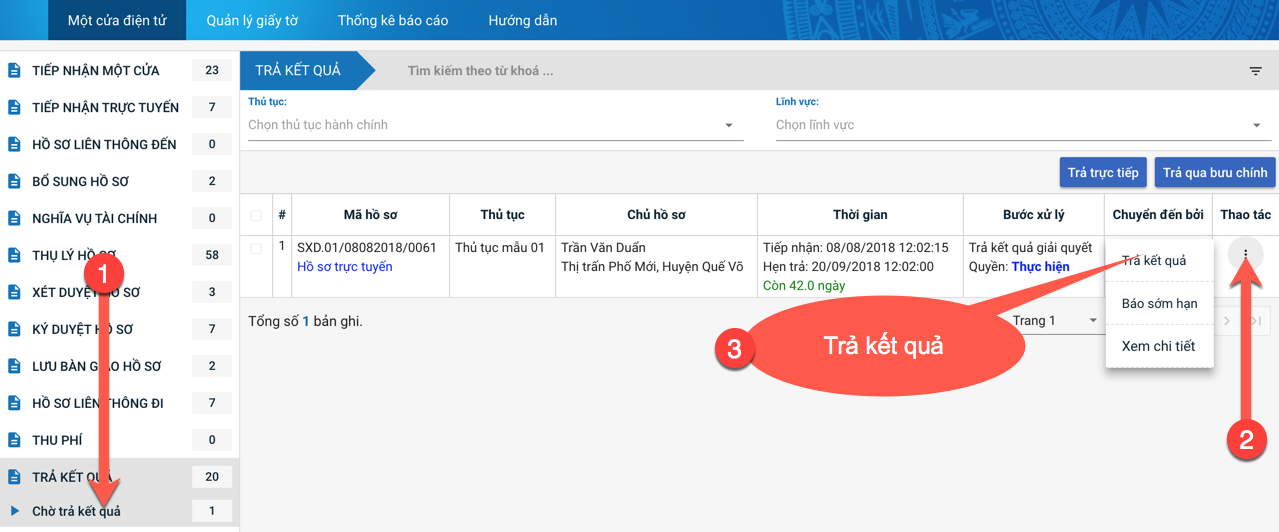 Một cửa điện tử Quản lý giấy tờ Thống kê báo cáo Hướng dẫn
TIẾP NHẬN MỘT CỬA 23
TIẾP NHẬN TRỰC TUYẾN 7
HỒ SƠ LIÊN THÔNG ĐẾN 0
BỔ SUNG HỒ SƠ 2
NGHĨA VỤ TÀI CHÍNH 0
THỤ LÝ HỒ SƠ 58
1
XÉT DUYỆT HỒ SƠ 3
KÝ DUYỆT HỒ SƠ 7
LƯU BÀN GIAO HỒ SƠ 2
HỒ SƠ LIÊN THÔNG ĐI 7
THU PHÍ 0
TRẢ KẾT QUẢ 20
Chờ trả kết quả 1
TRẢ KẾT QUẢ Tìm kiếm theo từ khoá ...
Thủ tục: Lĩnh vực:
Chọn thủ tục hành chính Chọn lĩnh vực
Trả trực tiếp Trả qua bưu chính
# Mã hồ sơ Thủ tục Chủ hồ sơ Thời gian Bước xử lý Chuyển đến bởi Thao tác
1 SXD.01/08082018/0061 Thủ tục mẫu 01 Trần Văn Duẩn Tiếp nhận: 08/08/2018 12:02:15 Trả kết quả giải quyết
Hồ sơ trực tuyến Thị trấn Phố Mới, Huyện Quế Võ Hẹn trả: 20/09/2018 12:02:00 Quyền: Thực hiện
Còn 42.0 ngày
Trả kết quả
Báo sớm hạn
Xem chi tiết
Tổng số 1 bản ghi. Trang 1
3 Trả kết quả
2